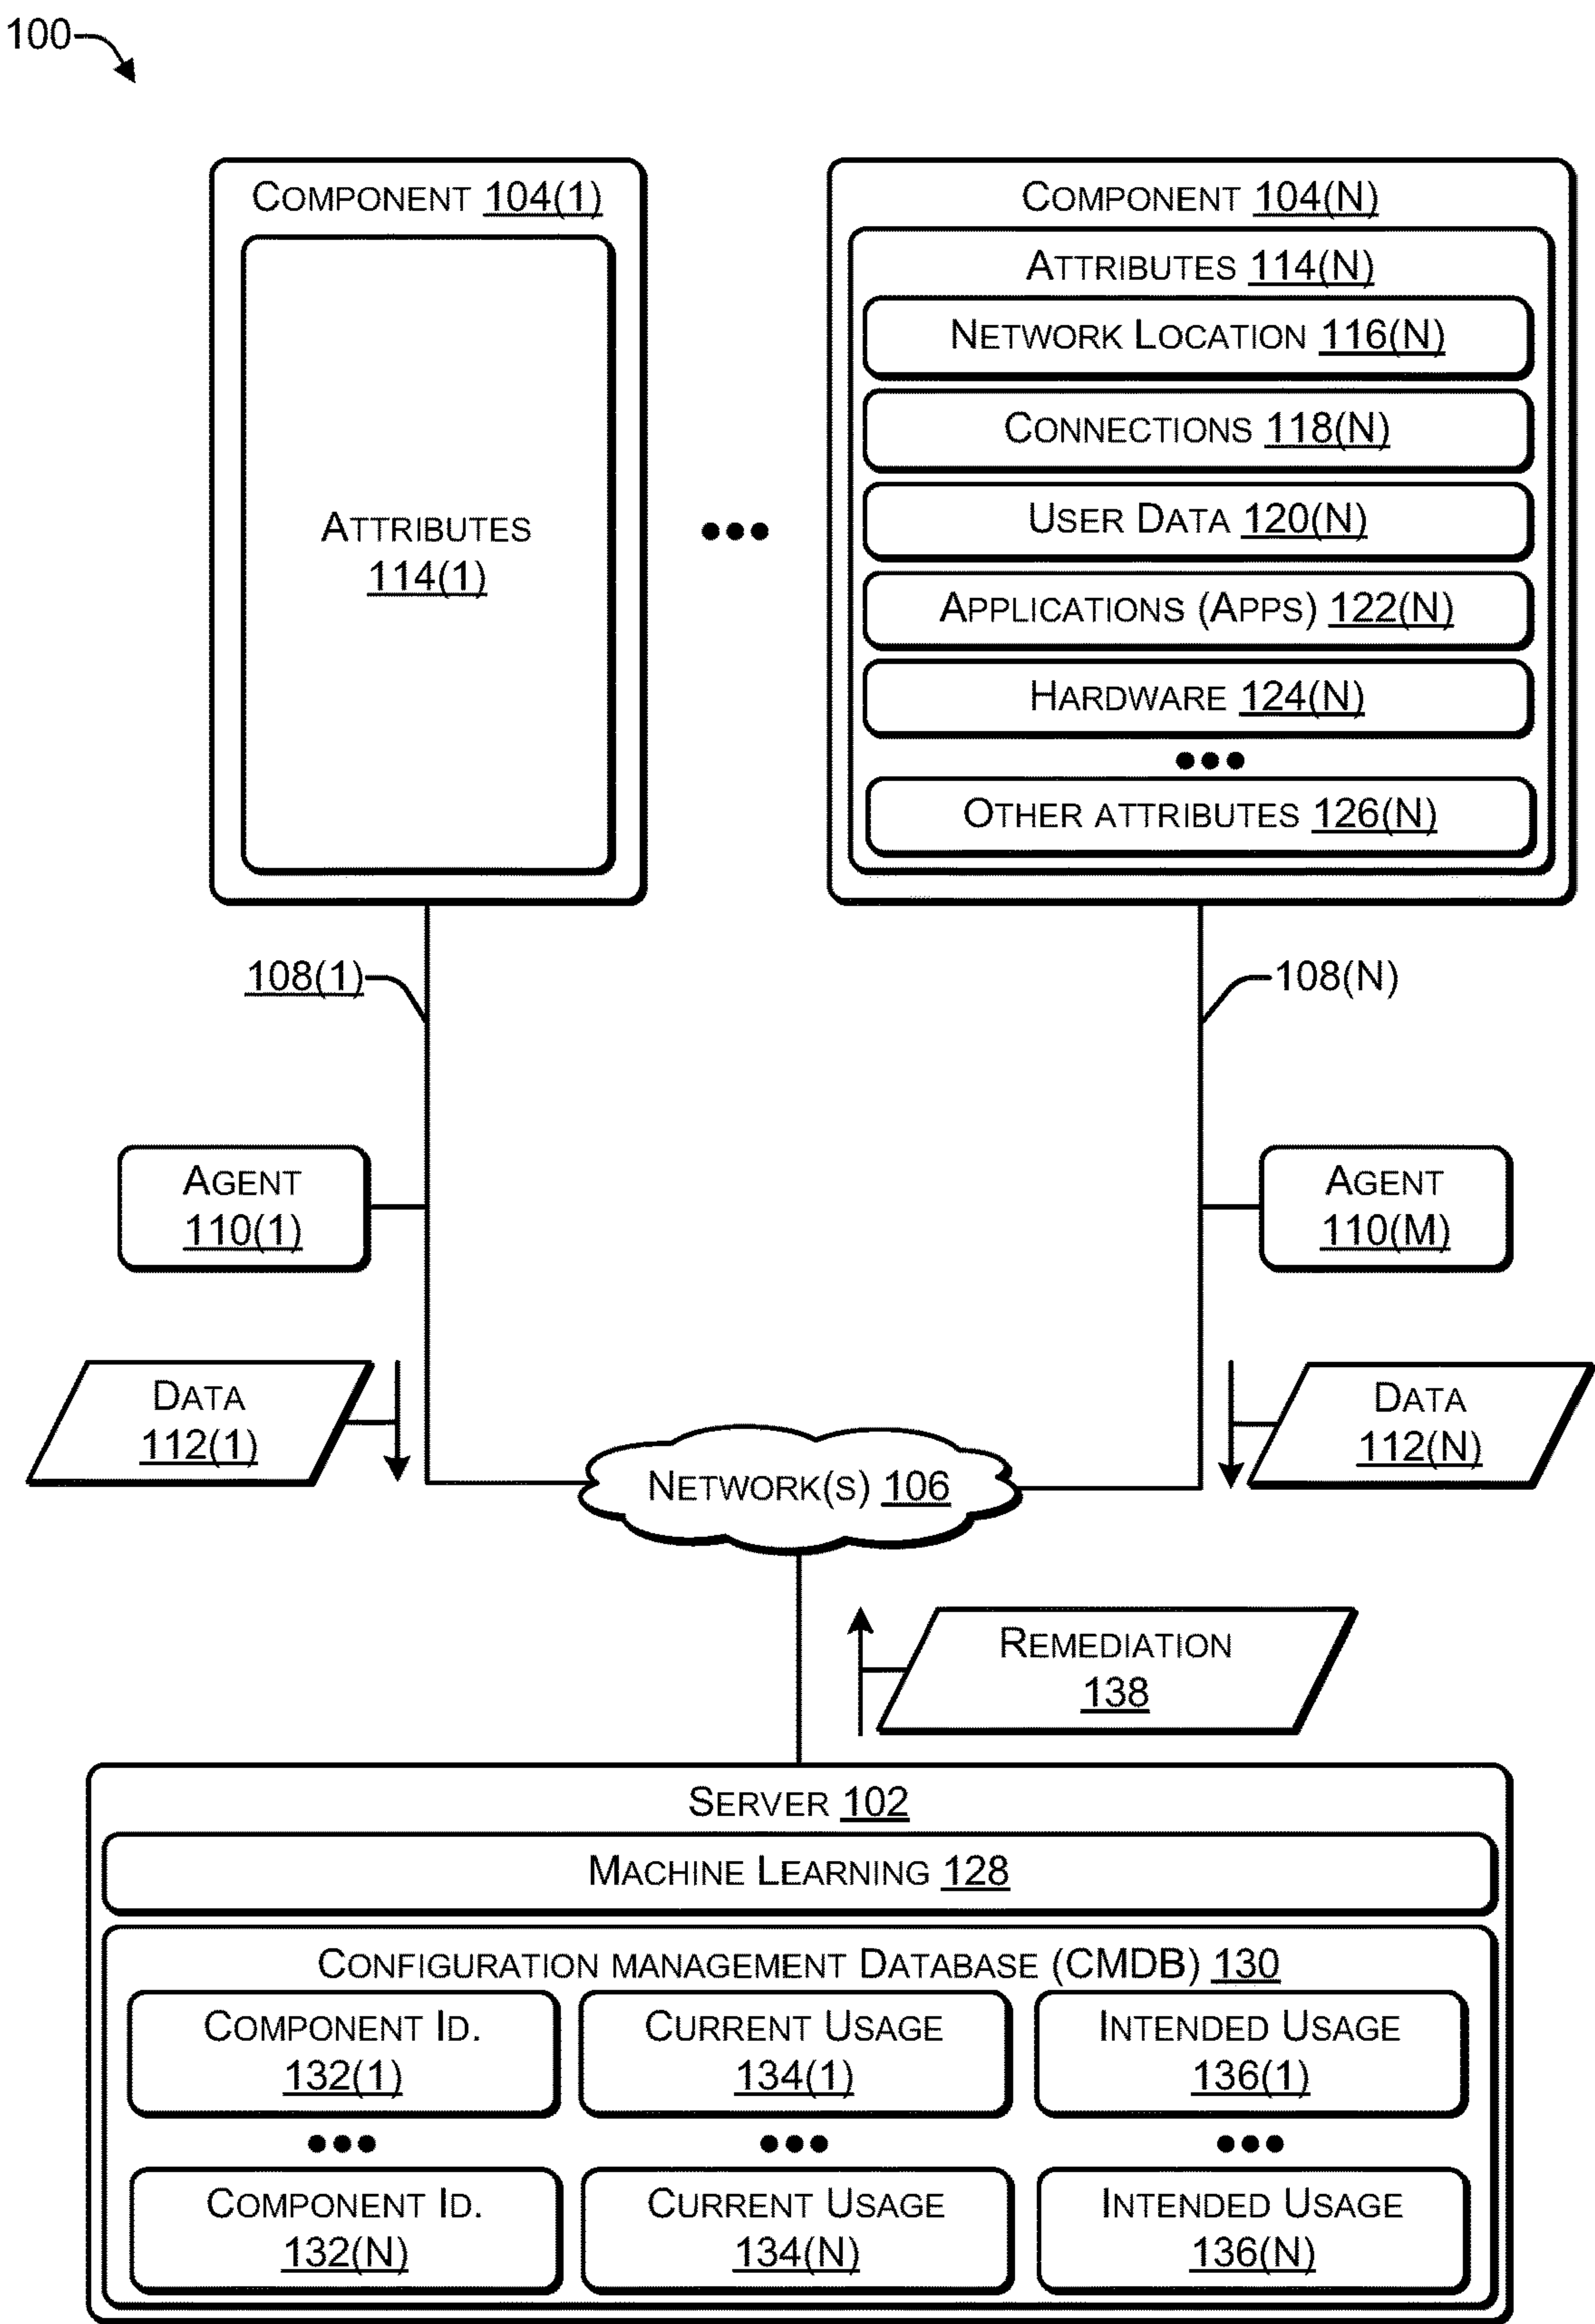 100
COMPONENT 104(1)
ATTRIBUTES
114(1)
COMPONENT 104(N)
ATTRIBUTES 114(N)
NETWORK LOCATION 116(N)
CONNECTIONS 118(N)
USER DATA 120(N)
APPLICATIONS (APPS) 122(N)
HARDWARE 124(N)
OTHER ATTRIBUTES 126(N)
108(1)
108(N)
AGENT
110(1)
AGENT
110(M)
DATA
112(1)
DATA
112(N)
NETWORK(S) 106
REMEDIATION
138
SERVER 102
MACHINE LEARNING 128
CONFIGURATION MANAGEMENT DATABASE (CMDB) 130
COMPONENT ID.
132(1)
CURRENT USAGE
134(1)
INTENDED USAGE
136(1)
COMPONENT ID.
132(N)
CURRENT USAGE
134(N)
INTENDED USAGE
136(N)